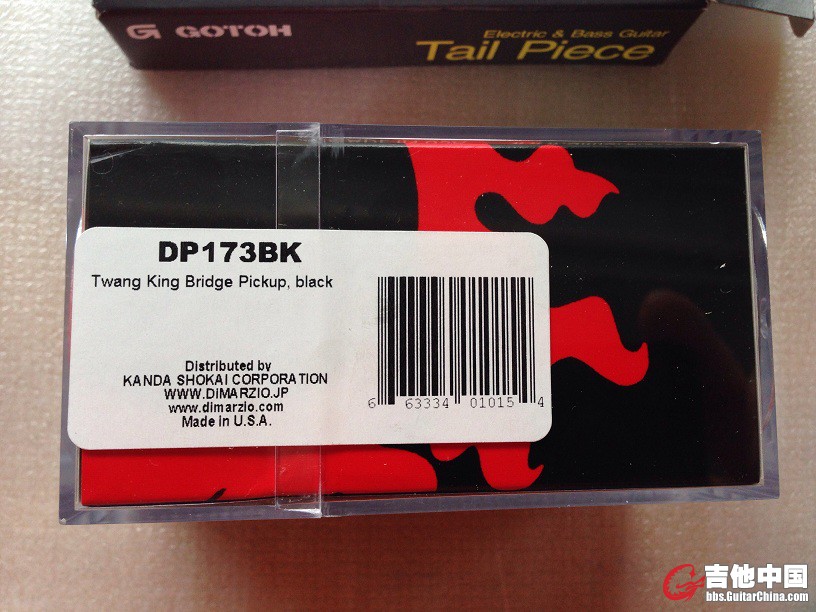 G GOTOH
Electric & Bass Guitar
Tail Piece
DP173BK
Twang King Bridge Pickup, black
Distributed by
KANDA SHOKAI CORPORATION
WWW.DIMARZIO.JP
www.dimarzio.com
Made in U.S.A.
6 63334 01015 4
吉他中国
bbs.GuitarChina.com